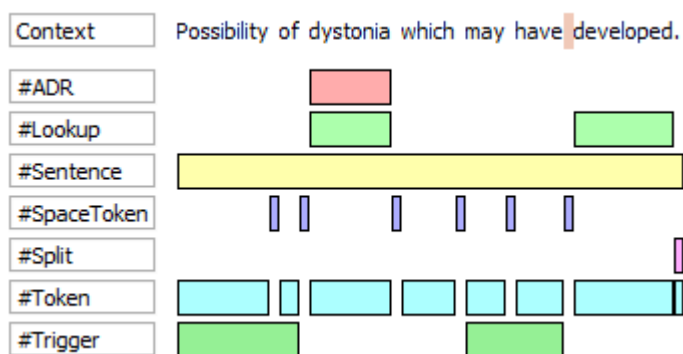 Context Possibility of dystonia which may have developed.
#ADR
#Lookup
#Sentence
#SpaceToken
#Split
#Token
#Trigger